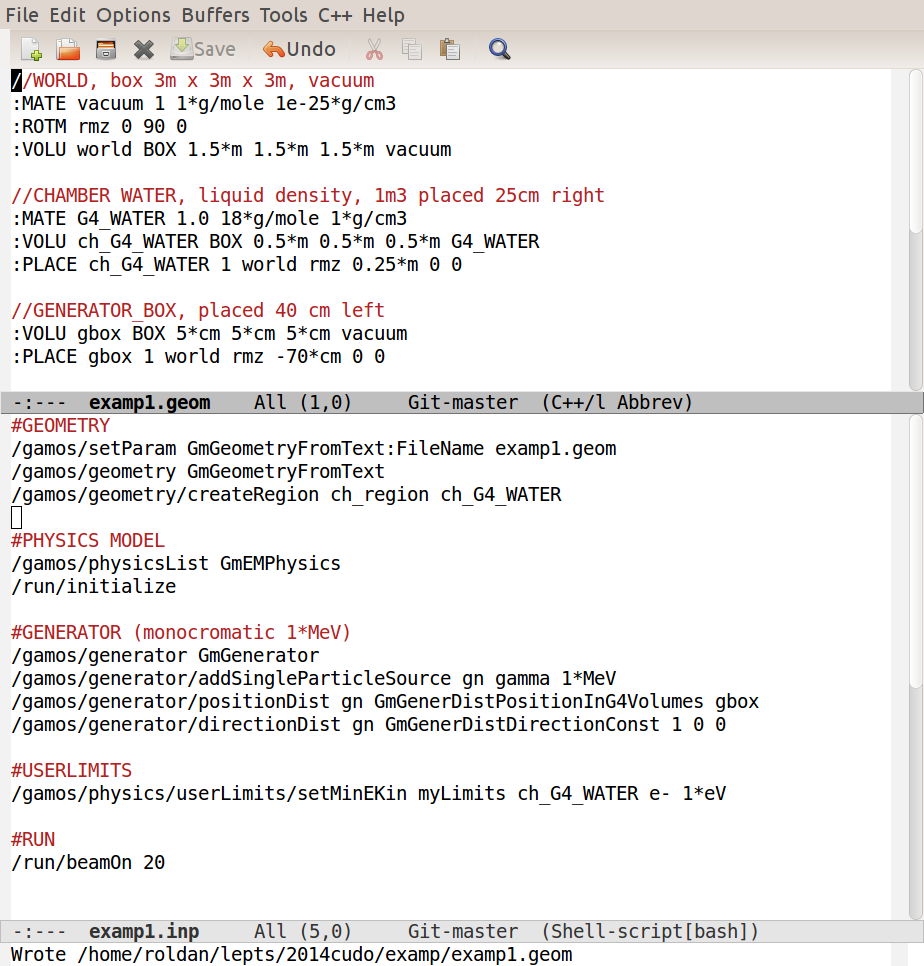 File Edit Options Buffers Tools C++ Help
Save Undo
//WORLD, box 3m x 3m x 3m, vacuum
:MATE vacuum 1 1*g/mole 1e-25*g/cm3
:ROTM rmz 0 90 0
:VOLU world BOX 1.5*m 1.5*m 1.5*m vacuum
//CHAMBER WATER, liquid density, 1m3 placed 25cm right
:MATE G4_WATER 1.0 18*g/mole 1*g/cm3
:VOLU ch_G4_WATER BOX 0.5*m 0.5*m 0.5*m G4_WATER
:PLACE ch_G4_WATER 1 world rmz 0.25*m 0 0
//GENERATOR_BOX, placed 40 cm left
:VOLU gbox BOX 5*cm 5*cm 5*cm vacuum
:PLACE gbox 1 world rmz -70*cm 0 0
-:--- examp1.geom All (1,0) Git-master (C++/l Abbrev)
#GEOMETRY
/gamos/setParam GmGeometryFromText:FileName examp1.geom
/gamos/geometry GmGeometryFromText
/gamos/geometry/createRegion ch_region ch_G4_WATER
#PHYSICS MODEL
/gamos/physicsList GmEMPhysics
/run/initialize
#GENERATOR (monocromatic 1*MeV)
/gamos/generator GmGenerator
/gamos/generator/addSingleParticleSource gn gamma 1*MeV
/gamos/generator/positionDist gn GmGenerDistPositionInG4Volumes gbox
/gamos/generator/directionDist gn GmGenerDistDirectionConst 1 0 0
#USERLIMITS
/gamos/physics/userLimits/setMinEKin myLimits ch_G4_WATER e- 1*eV
#RUN
/run/beamOn 20
-:--- examp1.inp All (5,0) Git-master (Shell-script[bash])
Wrote /home/roldan/lepts/2014cudo/examp/examp1.geom